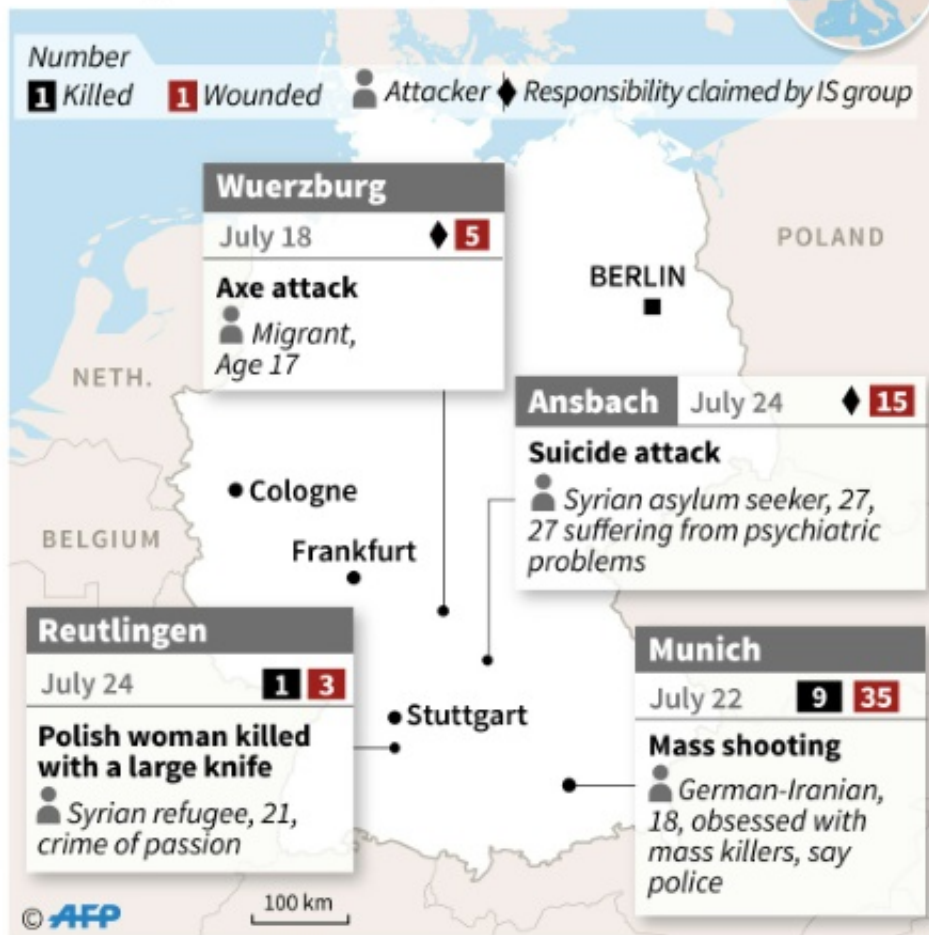 Number
1 Killed 1 Wounded Attacker Responsibility claimed by IS group
Wuerzburg
July 18 5
Axe attack
Migrant,
Age 17
POLAND
BERLIN
NETH.
Ansbach July 24 15
Suicide attack
Syrian asylum seeker, 27,
27 suffering from psychiatric
problems
Cologne
BELGIUM
Frankfurt
Reutlingen
July 24 1 3
Polish woman killed
with a large knife
Syrian refugee, 21,
crime of passion
Stuttgart
Munich
July 22 9 35
Mass shooting
German-Iranian,
18, obsessed with
mass killers, say
police
100 km
© AFP